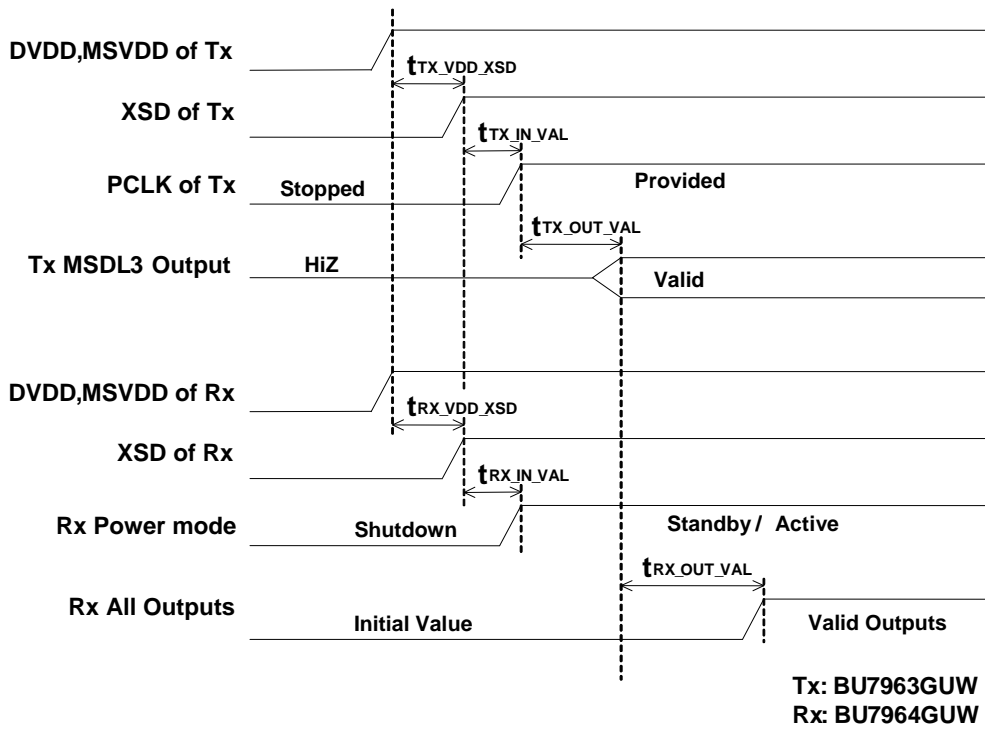 DVDD,MSVDD of Tx
tTX_VDD_XSD
XSD of Tx
tTX_IN_VAL
PCLK of Tx
Stopped
Provided
tTX_OUT_VAL
Tx MSDL3 Output
HiZ
Valid
DVDD,MSVDD of Rx
tRX_VDD_XSD
XSD of Rx
tRX_IN_VAL
Rx Power mode
Shutdown
Standby / Active
tRX_OUT_VAL
Rx All Outputs
Initial Value
Valid Outputs
Tx: BU7963GUW
Rx: BU7964GUW